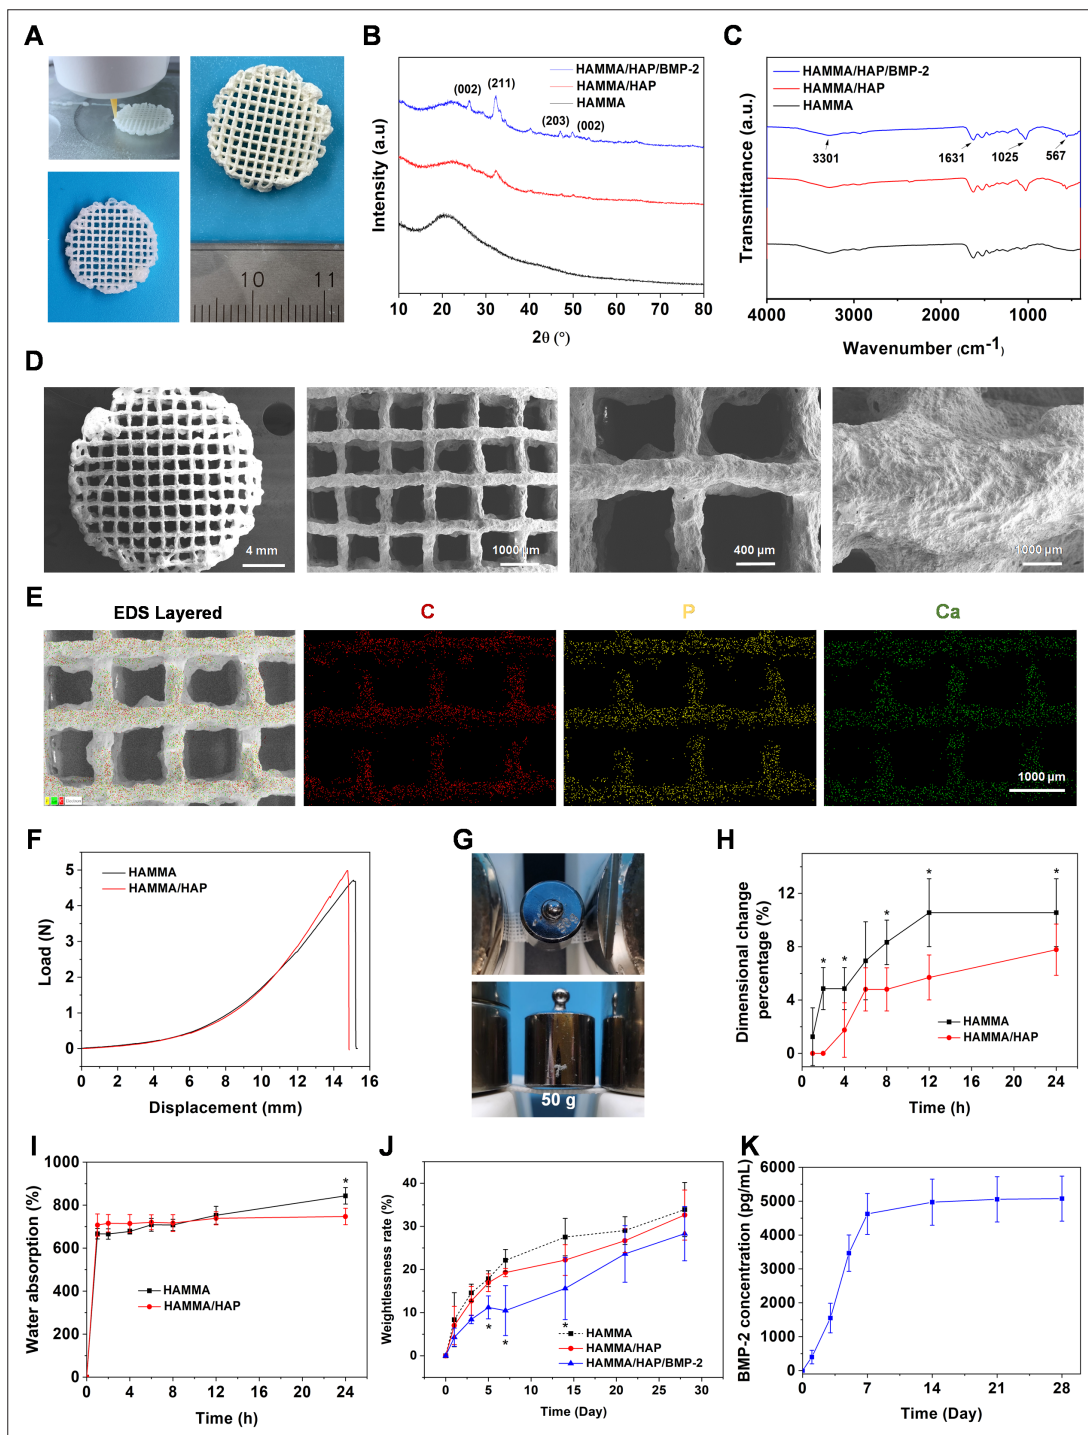 A
10 11
B
HAMMA/HAP/BMP-2
HAMMA/HAP
HAMMA
(002)
(211)
(203)
(002)
Intensity (a.u)
10 20 30 40 50 60 70 80
2θ (°)
C
HAMMA/HAP/BMP-2
HAMMA/HAP
HAMMA
3301
1631
1025
567
Transmittance (a.u.)
4000 3000 2000 1000
Wavenumber (cm-1)
D
4 mm
1000 µm
400 µm
1000 µm
E
EDS Layered
C
P
Ca
1000 µm
F
HAMMA
HAMMA/HAP
Load (N)
5
4
3
2
1
0
0 2 4 6 8 10 12 14 16
Displacement (mm)
G
50 g
H
Dimensional change
percentage (%)
12
8
4
0
* * * * *
HAMMA
HAMMA/HAP
0 4 8 12 16 20 24
Time (h)
I
Water absorption (%)
1000
800
600
400
200
0
*
HAMMA
HAMMA/HAP
0 4 8 12 16 20 24
Time (h)
J
Weightlessness rate (%)
40
30
20
10
0
* * *
HAMMA
HAMMA/HAP
HAMMA/HAP/BMP-2
0 5 10 15 20 25 30
Time (Day)
K
BMP-2 concentration (pg/mL)
6000
5000
4000
3000
2000
1000
0
0 7 14 21 28
Time (Day)